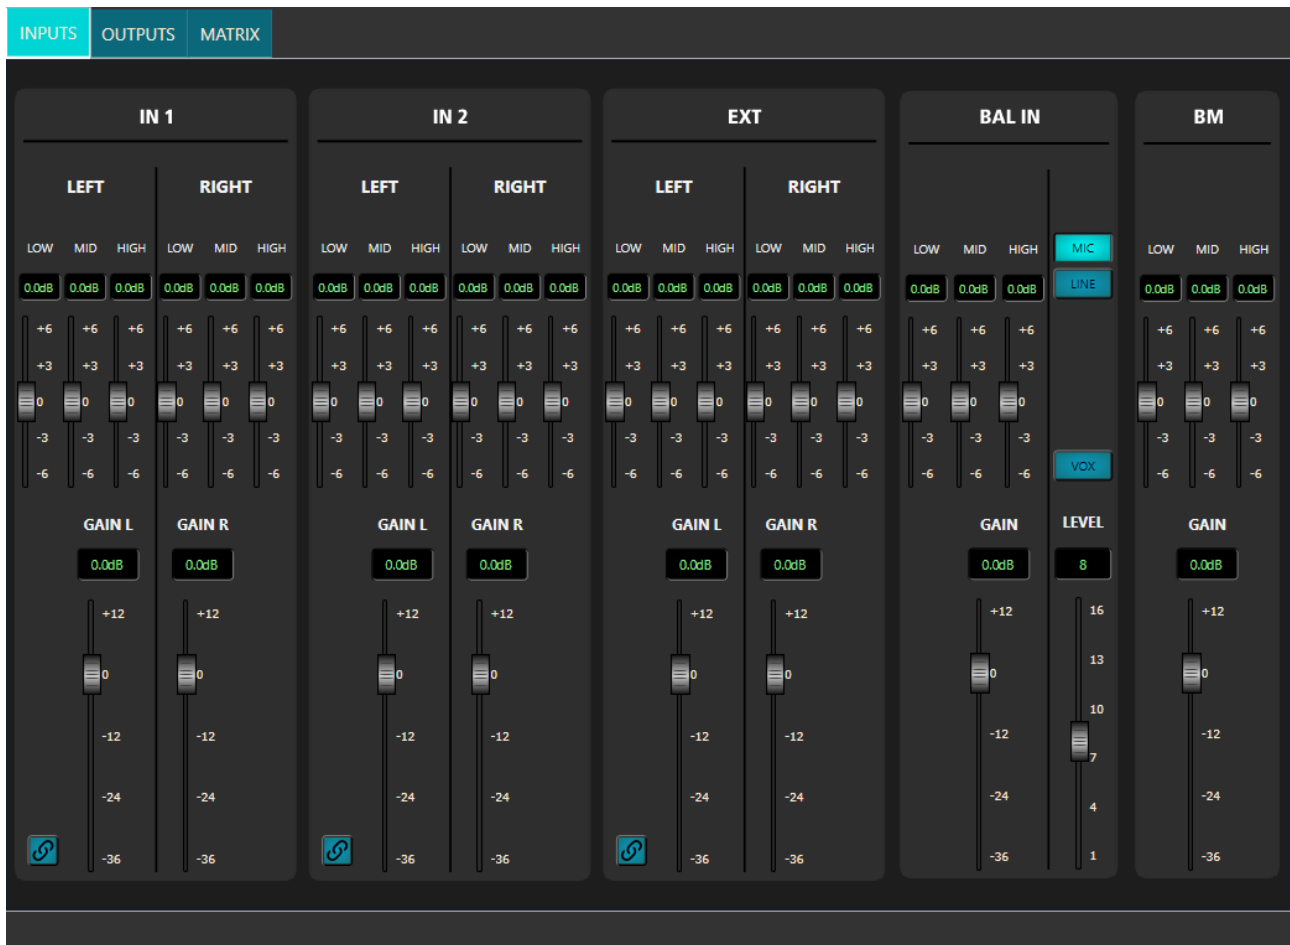 INPUTS OUTPUTS MATRIX
IN 1 IN 2 EXT BAL IN BM
LEFT RIGHT LEFT RIGHT LEFT RIGHT
LOW MID HIGH LOW MID HIGH LOW MID HIGH LOW MID HIGH LOW MID HIGH LOW MID HIGH LOW MID HIGH MIC LOW MID HIGH
0.0dB 0.0dB 0.0dB 0.0dB 0.0dB 0.0dB 0.0dB 0.0dB 0.0dB 0.0dB 0.0dB 0.0dB 0.0dB 0.0dB 0.0dB 0.0dB 0.0dB 0.0dB 0.0dB 0.0dB 0.0dB LINE 0.0dB 0.0dB 0.0dB
+6 +6 +6 +6 +6 +6 +6 +6 +6 +6 +6 +6 +6 +6 +6 +6 +6 +6 +6 +6 +6 +6 +6 +6
+3 +3 +3 +3 +3 +3 +3 +3 +3 +3 +3 +3 +3 +3 +3 +3 +3 +3 +3 +3 +3 +3 +3 +3
0 0 0 0 0 0 0 0 0 0 0 0 0 0 0 0 0 0 0 0 0 0 0 0
-3 -3 -3 -3 -3 -3 -3 -3 -3 -3 -3 -3 -3 -3 -3 -3 -3 -3 -3 -3 -3 -3 -3 -3
-6 -6 -6 -6 -6 -6 -6 -6 -6 -6 -6 -6 -6 -6 -6 -6 -6 -6 -6 -6 -6 VOX -6 -6 -6
GAIN L GAIN R GAIN L GAIN R GAIN L GAIN R GAIN LEVEL GAIN
0.0dB 0.0dB 0.0dB 0.0dB 0.0dB 0.0dB 0.0dB 8 0.0dB
+12 +12 +12 +12 +12 +12 +12 16 +12
0 0 0 0 0 0 0 13 0
10
-12 -12 -12 -12 -12 -12 -12 7 -12
-24 -24 -24 -24 -24 -24 -24 4 -24
-36 -36 -36 -36 -36 -36 -36 1 -36